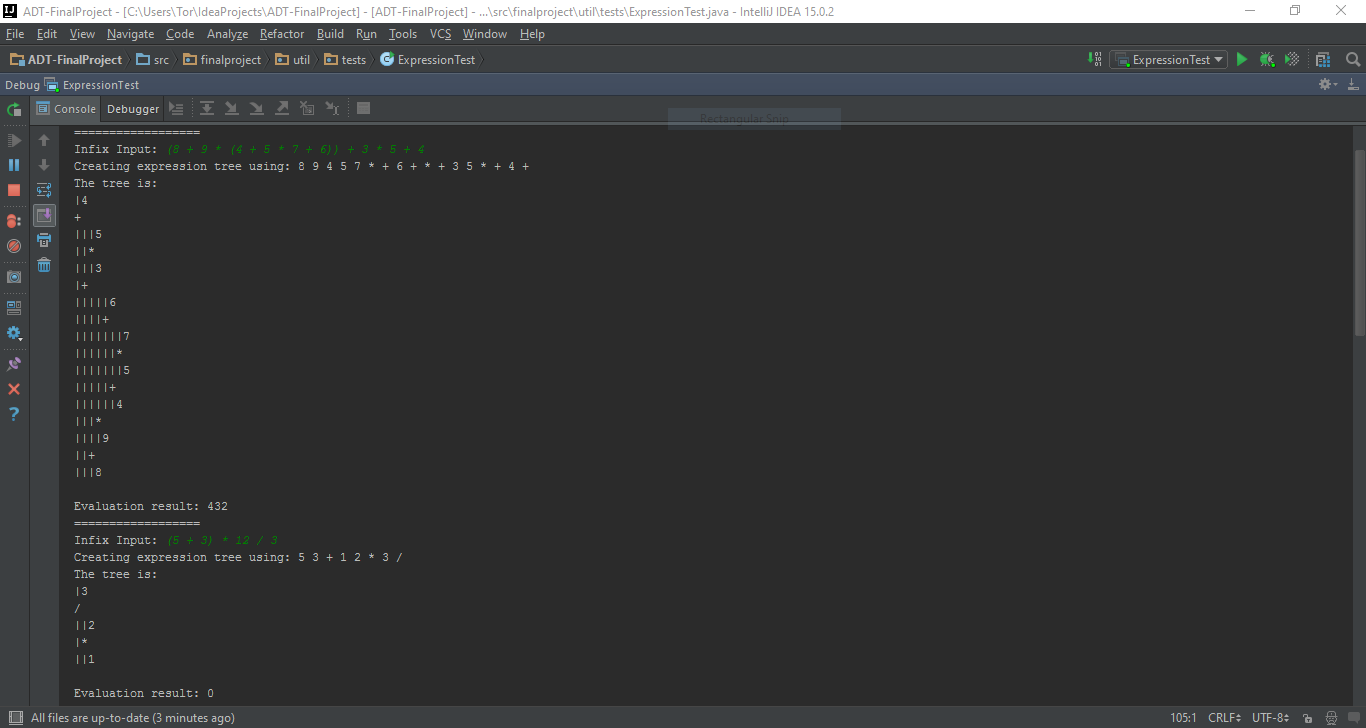 ADT-FinalProject - [C:\Users\Tor\IdeaProjects\ADT-FinalProject] - [ADT-FinalProject] - ...\src\finalproject\util\tests\ExpressionTest.java - IntelliJ IDEA 15.0.2
File Edit View Navigate Code Analyze Refactor Build Run Tools VCS Window Help
ADT-FinalProject src finalproject util tests ExpressionTest ExpressionTest
Debug ExpressionTest
Console Debugger
Rectangular Snip
==================
Infix Input: (8 + 9 * (4 + 5 * 7 + 6)) + 3 * 5 + 4
Creating expression tree using: 8 9 4 5 7 * + 6 + * + 3 5 * + 4 +
The tree is:
|4
+
|||5
||*
|||3
|+
|||||6
||||+
|||||||7
||||||*
|||||||5
|||||+
||||||4
|||*
||||9
||+
|||8
Evaluation result: 432
==================
Infix Input: (5 + 3) * 12 / 3
Creating expression tree using: 5 3 + 1 2 * 3 /
The tree is:
|3
/
||2
|*
||1
Evaluation result: 0
All files are up-to-date (3 minutes ago) 105:1 CRLF UTF-8